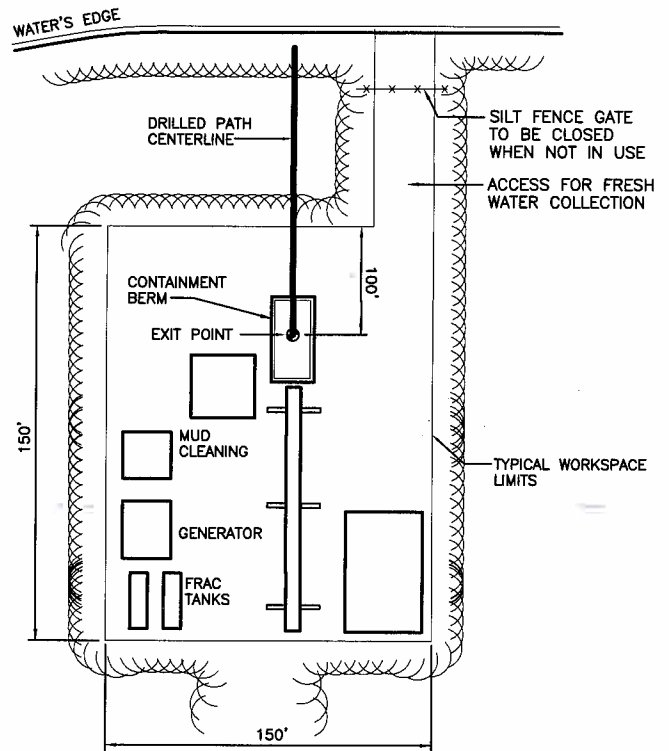 WATER'S EDGE
DRILLED PATH
CENTERLINE
SILT FENCE GATE
TO BE CLOSED
WHEN NOT IN USE
ACCESS FOR FRESH
WATER COLLECTION
CONTAINMENT
BERM
100'
EXIT POINT
150'
MUD
CLEANING
TYPICAL WORKSPACE
LIMITS
GENERATOR
FRAC
TANKS
150'